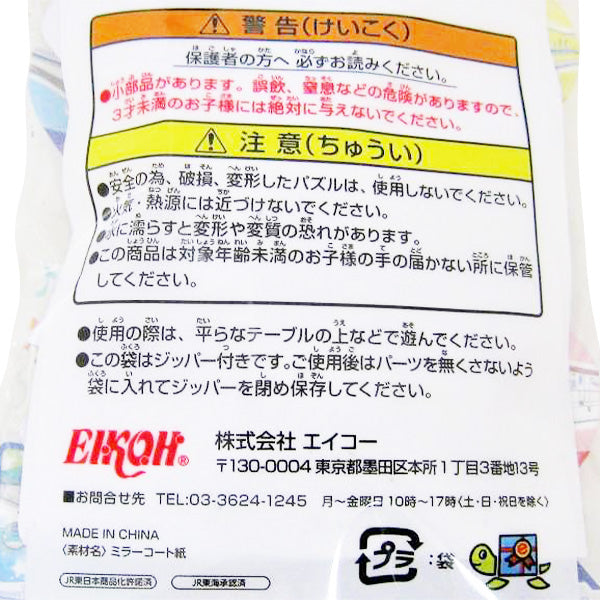 ⚠ 警告(けいこく)
保護者の方へ 必ずお読みください。
●小部品があります。誤飲、窒息などの危険がありますので、
3才未満のお子様には絶対に与えないでください。
⚠ 注意(ちゅうい)
●安全の為、破損、変形したパズルは、使用しないでください。
●火気・熱源には近づけないでください。
●水に濡らすと変形や変質の恐れがあります。
●この商品は対象年齢未満のお子様の手の届かない所に保管
してください。
●使用の際は、平らなテーブルの上などで遊んでください。
●この袋はジッパー付きです。ご使用後はパーツを無くさないよう
袋に入れてジッパーを閉め保存してください。
EIKOH® 株式会社 エイコー
〒130-0004 東京都墨田区本所1丁目3番地13号
■お問合せ先 TEL:03-3624-1245 月～金曜日 10時～17時〈土・日・祝日を除く〉
MADE IN CHINA
〈素材名〉ミラーコート紙
プラ :袋
e
JR東日本商品化許諾済 JR東海承認済